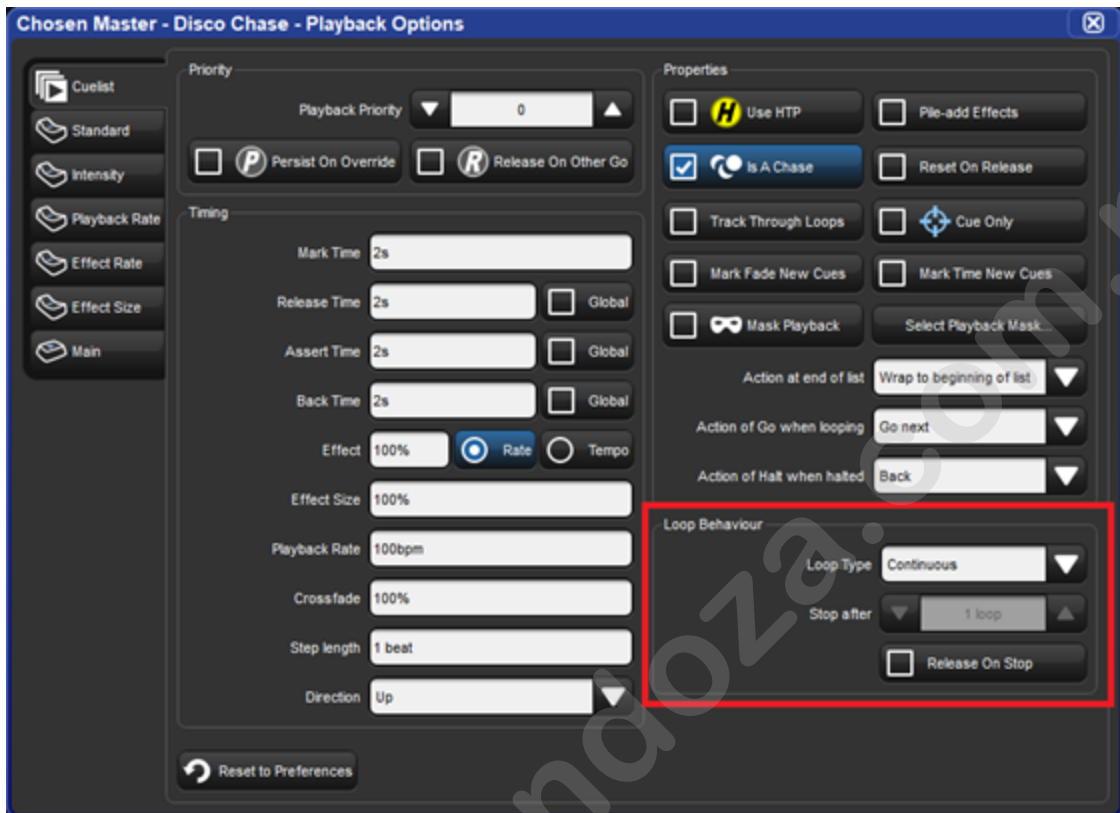 Chosen Master - Disco Chase - Playback Options
Cuelist
Standard
Intensity
Playback Rate
Effect Rate
Effect Size
Main
Priority
Playback Priority 0
P Persist On Override R Release On Other Go
Timing
Mark Time 2s
Release Time 2s Global
Assert Time 2s Global
Back Time 2s Global
Effect 100% Rate Tempo
Effect Size 100%
Playback Rate 100bpm
Crossfade 100%
Step length 1 beat
Direction Up
Reset to Preferences
Properties
H Use HTP Pile-add Effects
Is A Chase Reset On Release
Track Through Loops Cue Only
Mark Fade New Cues Mark Time New Cues
Mask Playback Select Playback Mask...
Action at end of list Wrap to beginning of list
Action of Go when looping Go next
Action of Halt when halted Back
Loop Behaviour
Loop Type Continuous
Stop after 1 loop
Release On Stop